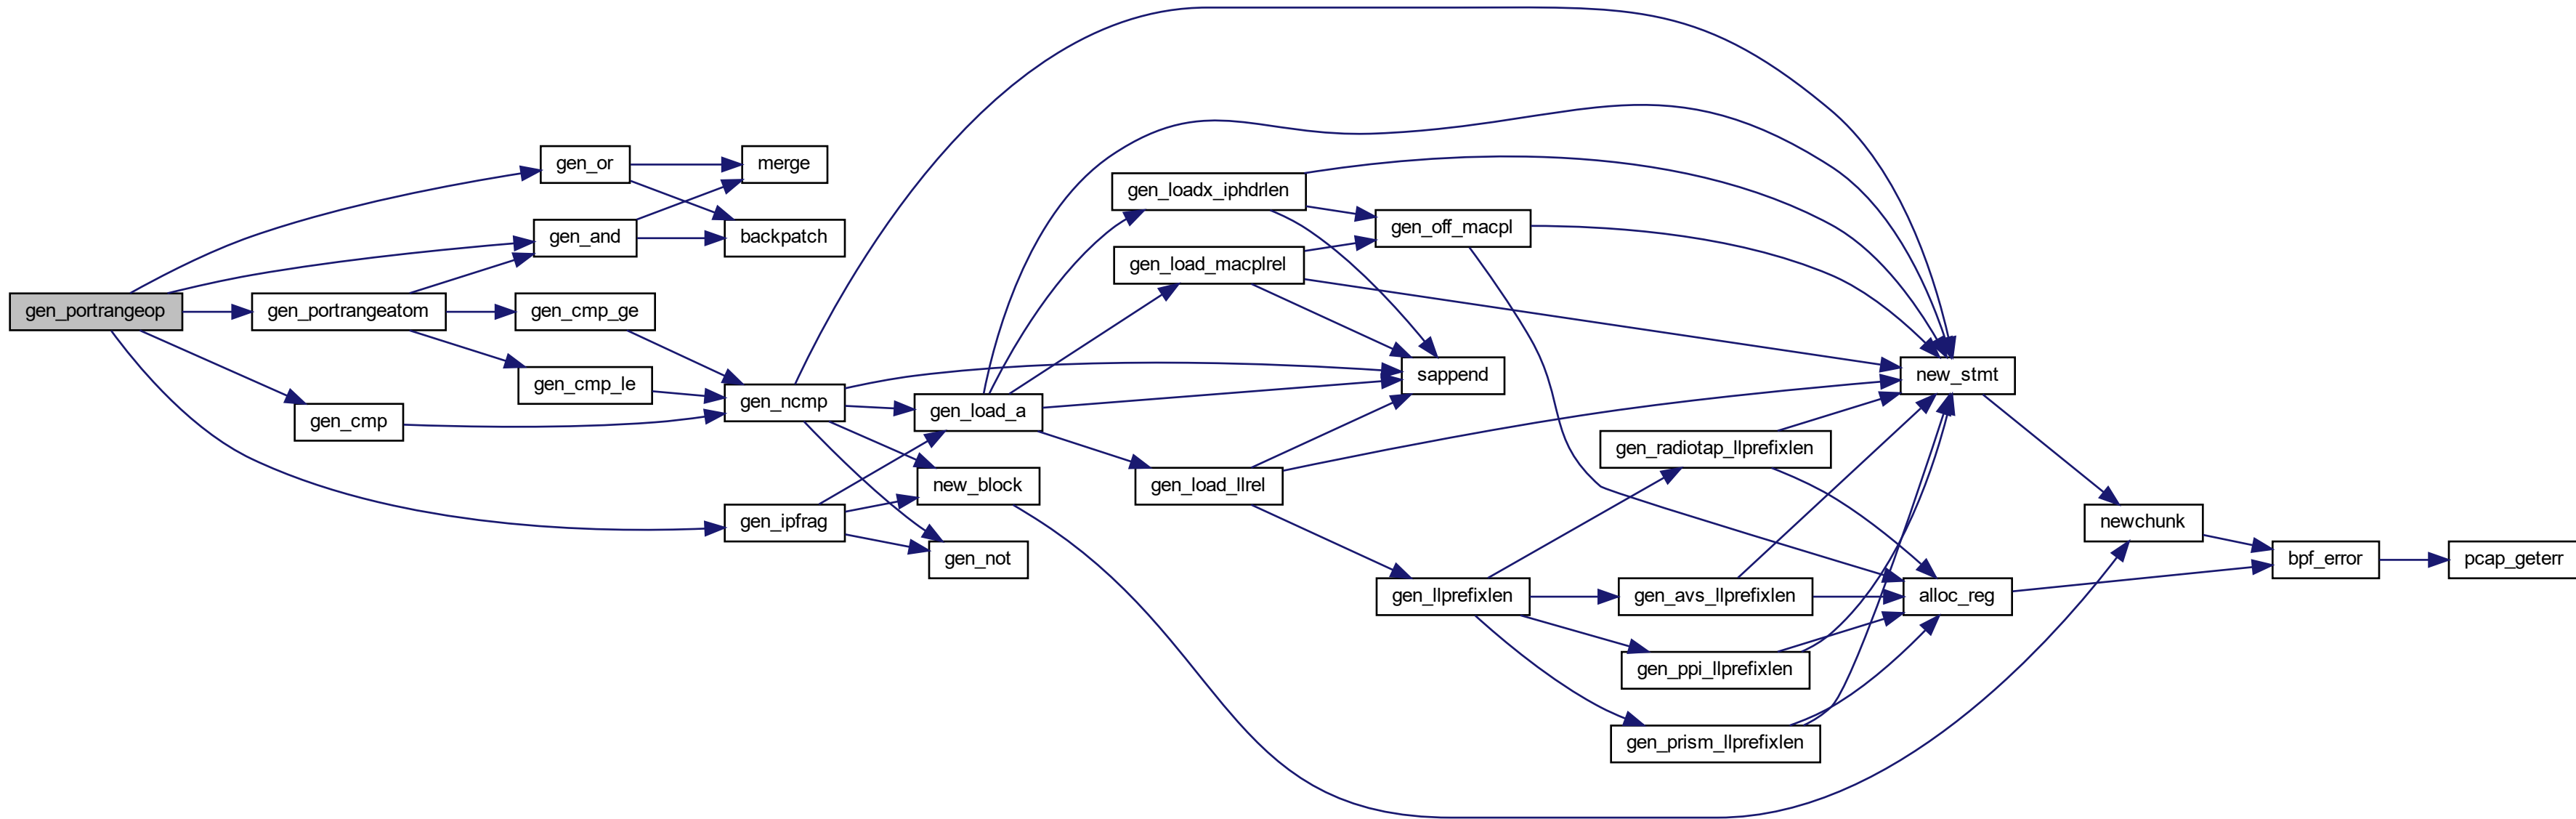 gen_portrangeop
gen_or
gen_and
gen_portrangeatom
gen_cmp_ge
gen_cmp_le
gen_cmp
merge
backpatch
gen_ncmp
gen_ipfrag
gen_load_a
new_block
gen_not
gen_loadx_iphdrlen
gen_load_macplrel
gen_load_llrel
gen_off_macpl
sappend
gen_llprefixlen
gen_radiotap_llprefixlen
gen_avs_llprefixlen
gen_ppi_llprefixlen
gen_prism_llprefixlen
new_stmt
alloc_reg
newchunk
bpf_error
pcap_geterr